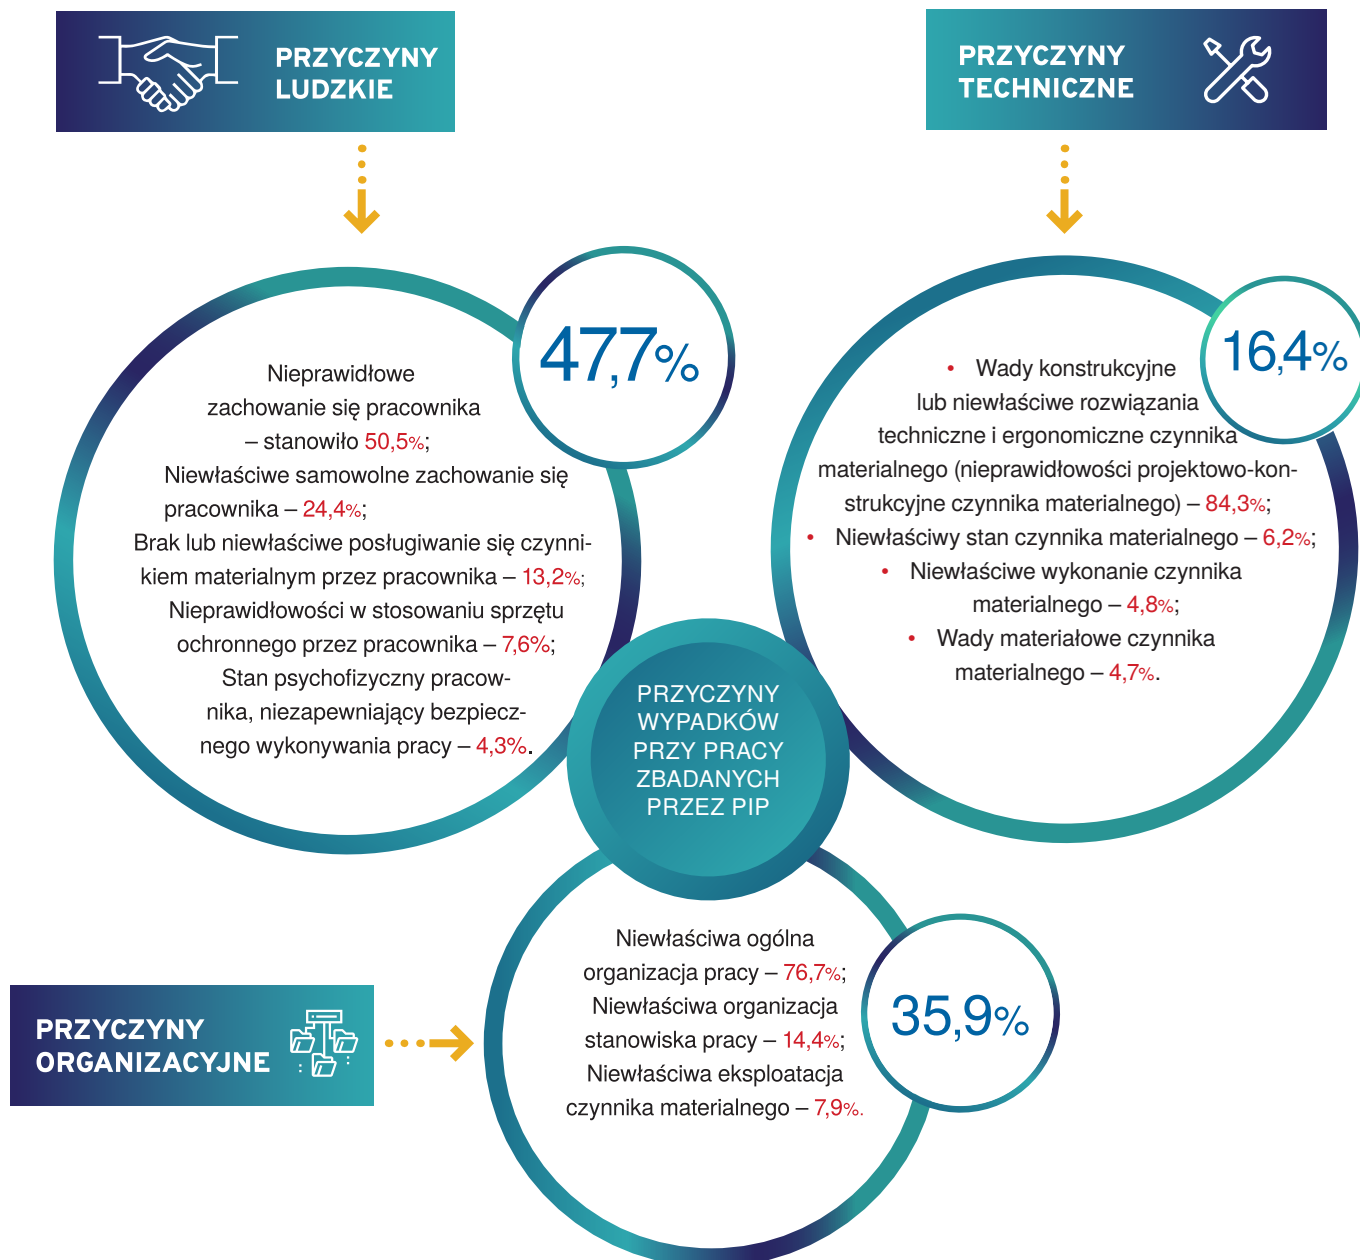 PRZYCZYNY
LUDZKIE
PRZYCZYNY
TECHNICZNE
47,7%
Nieprawidłowe
zachowanie się pracownika
– stanowiło 50,5%;
Niewłaściwe samowolne zachowanie się
pracownika – 24,4%;
Brak lub niewłaściwe posługiwanie się czynni-
kiem materialnym przez pracownika – 13,2%;
Nieprawidłowości w stosowaniu sprzętu
ochronnego przez pracownika – 7,6%;
Stan psychofizyczny pracow-
nika, niezapewniający bezpiecz-
nego wykonywania pracy – 4,3%.
16,4%
• Wady konstrukcyjne
lub niewłaściwe rozwiązania
techniczne i ergonomiczne czynnika
materialnego (nieprawidłowości projektowo-kon-
strukcyjne czynnika materialnego) – 84,3%;
• Niewłaściwy stan czynnika materialnego – 6,2%;
• Niewłaściwe wykonanie czynnika
materialnego – 4,8%;
• Wady materiałowe czynnika
materialnego – 4,7%.
PRZYCZYNY
WYPADKÓW
PRZY PRACY
ZBADANYCH
PRZEZ PIP
PRZYCZYNY
ORGANIZACYJNE
Niewłaściwa ogólna
organizacja pracy – 76,7%;
Niewłaściwa organizacja
stanowiska pracy – 14,4%;
Niewłaściwa eksploatacja
czynnika materialnego – 7,9%.
35,9%